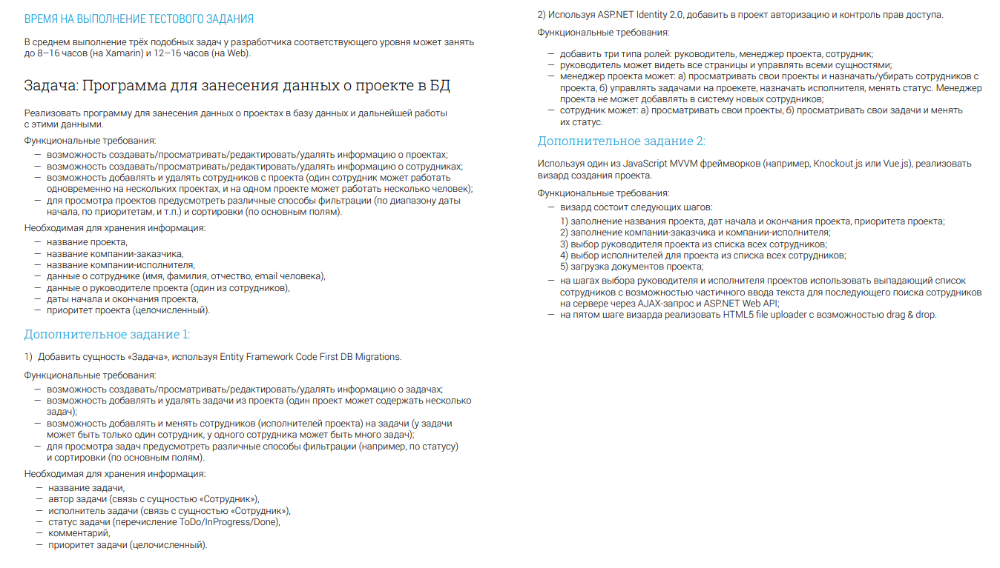 ВРЕМЯ НА ВЫПОЛНЕНИЕ ТЕСТОВОГО ЗАДАНИЯ
В среднем выполнение трёх подобных задач у разработчика соответствующего уровня может занять
до 8–16 часов (на Xamarin) и 12–16 часов (на Web).
Задача: Программа для занесения данных о проекте в БД
Реализовать программу для занесения данных о проектах в базу данных и дальнейшей работы
с этими данными.
Функциональные требования:
— возможность создавать/просматривать/редактировать/удалять информацию о проектах;
— возможность создавать/просматривать/редактировать/удалять информацию о сотрудниках;
— возможность добавлять и удалять сотрудников с проекта (один сотрудник может работать
одновременно на нескольких проектах, и на одном проекте может работать несколько человек);
— для просмотра проектов предусмотреть различные способы фильтрации (по диапазону даты
начала, по приоритетам, и т.п.) и сортировки (по основным полям).
Необходимая для хранения информация:
— название проекта,
— название компании-заказчика,
— название компании-исполнителя,
— данные о сотруднике (имя, фамилия, отчество, email человека),
— данные о руководителе проекта (один из сотрудников),
— даты начала и окончания проекта,
— приоритет проекта (целочисленный).
Дополнительное задание 1:
1) Добавить сущность «Задача», используя Entity Framework Code First DB Migrations.
Функциональные требования:
— возможность создавать/просматривать/редактировать/удалять информацию о задачах;
— возможность добавлять и удалять задачи из проекта (один проект может содержать несколько
задач);
— возможность добавлять и менять сотрудников (исполнителей проекта) на задачи (у задачи
может быть только один сотрудник, у одного сотрудника может быть много задач);
— для просмотра задач предусмотреть различные способы фильтрации (например, по статусу)
и сортировки (по основным полям).
Необходимая для хранения информация:
— название задачи,
— автор задачи (связь с сущностью «Сотрудник»),
— исполнитель задачи (связь с сущностью «Сотрудник»),
— статус задачи (перечисление ToDo/InProgress/Done),
— комментарий,
— приоритет задачи (целочисленный).
2) Используя ASP.NET Identity 2.0, добавить в проект авторизацию и контроль прав доступа.
Функциональные требования:
— добавить три типа ролей: руководитель, менеджер проекта, сотрудник;
— руководитель может видеть все страницы и управлять всеми сущностями;
— менеджер проекта может: а) просматривать свои проекты и назначать/убирать сотрудников с
проекта, б) управлять задачами на проекете, назначать исполнителя, менять статус. Менеджер
проекта не может добавлять в систему новых сотрудников;
— сотрудник может: а) просматривать свои проекты, б) просматривать свои задачи и менять
их статус.
Дополнительное задание 2:
Используя один из JavaScript MVVM фреймворков (например, Knockout.js или Vue.js), реализовать
визард создания проекта.
Функциональные требования:
— визард состоит следующих шагов:
1) заполнение названия проекта, дат начала и окончания проекта, приоритета проекта;
2) заполнение компании-заказчика и компании-исполнителя;
3) выбор руководителя проекта из списка всех сотрудников;
4) выбор исполнителей для проекта из списка всех сотрудников;
5) загрузка документов проекта;
— на шагах выбора руководителя и исполнителя проектов использовать выпадающий список
сотрудников с возможностью частичного ввода текста для последующего поиска сотрудников
на сервере через AJAX-запрос и ASP.NET Web API;
— на пятом шаге визарда реализовать HTML5 file uploader с возможностью drag & drop.